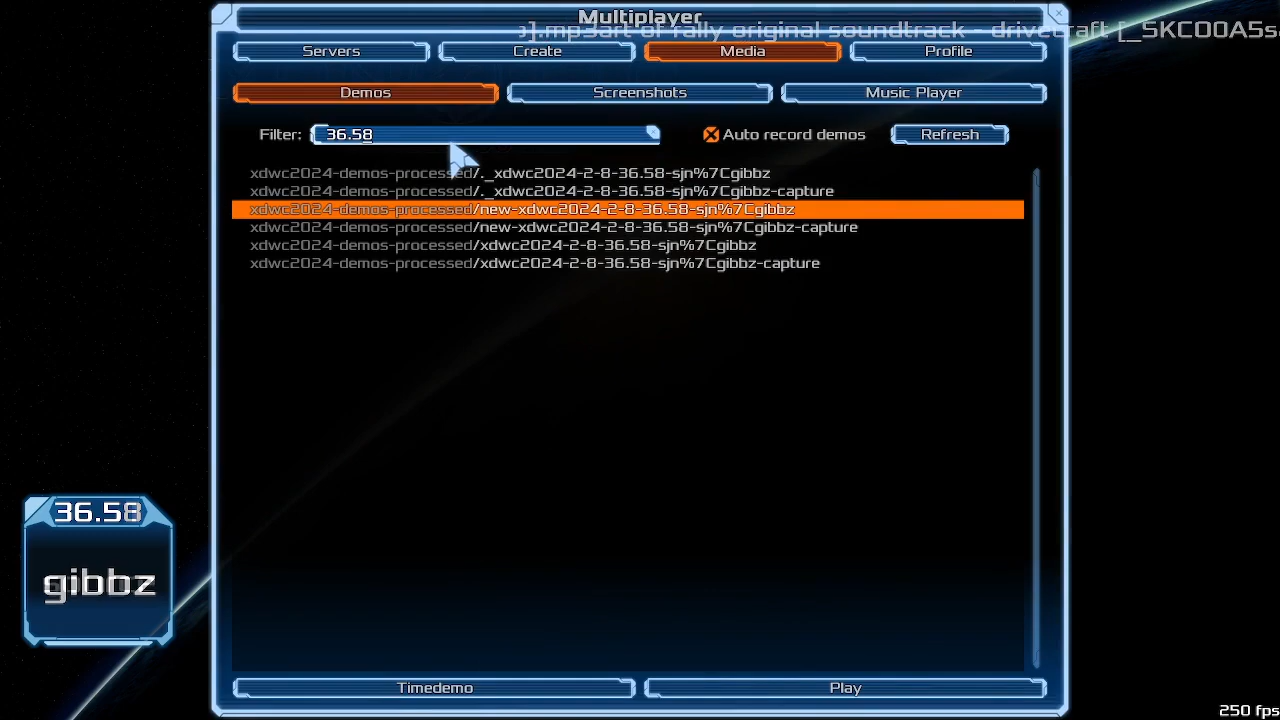 Multiplayer
].mp3art of rally original soundtrack - drivecraft [_SKC00A5s
Servers Create Media Profile
Demos Screenshots Music Player
Filter: 36.58 Auto record demos Refresh
xdwc2024-demos-processed/._xdwc2024-2-8-36.58-sjn%7Cgibbz
xdwc2024-demos-processed/._xdwc2024-2-8-36.58-sjn%7Cgibbz-capture
xdwc2024-demos-processed/new-xdwc2024-2-8-36.58-sjn%7Cgibbz
xdwc2024-demos-processed/new-xdwc2024-2-8-36.58-sjn%7Cgibbz-capture
xdwc2024-demos-processed/xdwc2024-2-8-36.58-sjn%7Cgibbz
xdwc2024-demos-processed/xdwc2024-2-8-36.58-sjn%7Cgibbz-capture
36.58
gibbz
Timedemo Play
250 fps